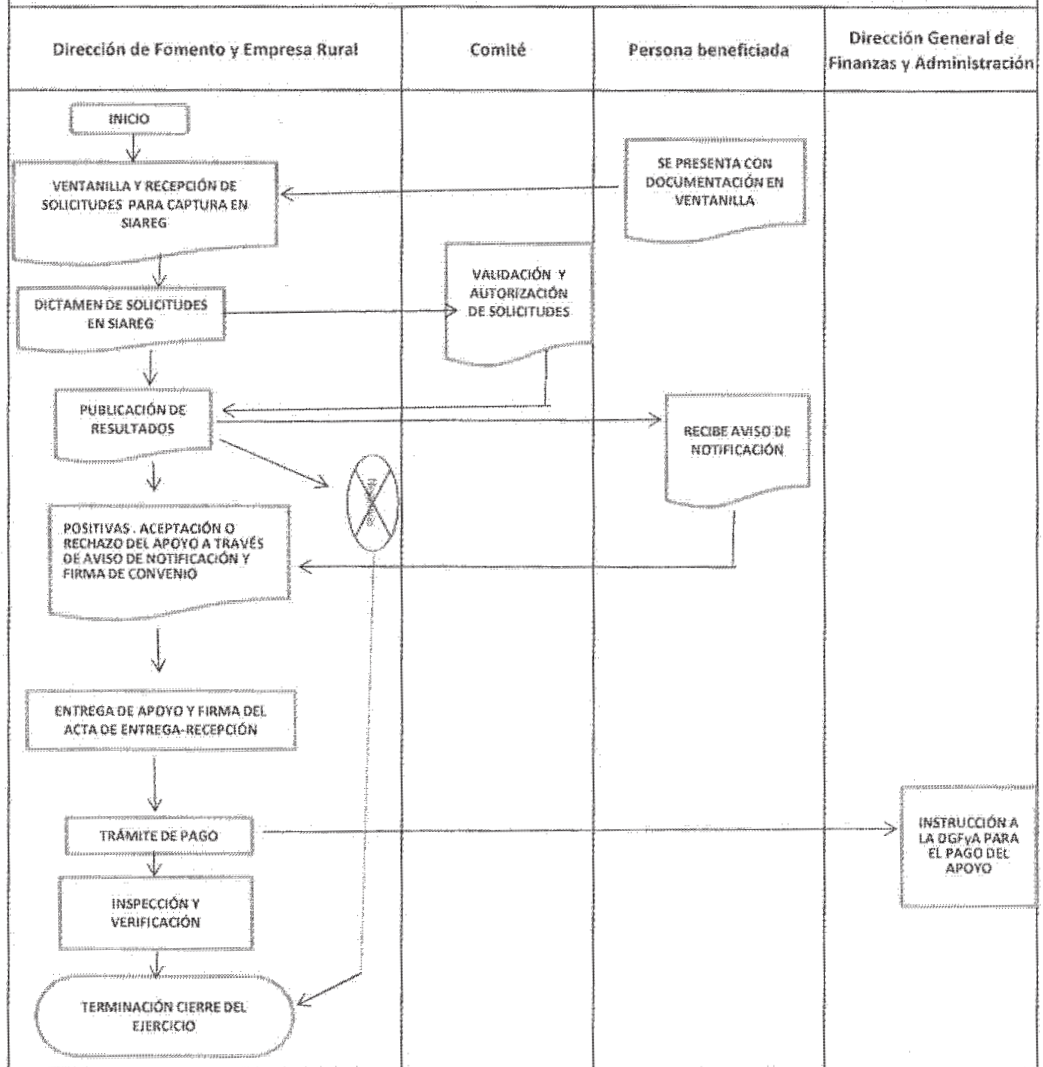 Dirección de Fomento y Empresa Rural
Comité
Persona beneficiada
Dirección General de
Finanzas y Administración
INICIO
VENTANILLA Y RECEPCIÓN DE
SOLICITUDES PARA CAPTURA EN
SIAREG
SE PRESENTA CON
DOCUMENTACIÓN EN
VENTANILLA
DICTAMEN DE SOLICITUDES
EN SIAREG
VALIDACIÓN Y
AUTORIZACIÓN
DE SOLICITUDES
PUBLICACIÓN DE
RESULTADOS
RECIBE AVISO DE
NOTIFICACIÓN
POSITIVAS . ACEPTACIÓN O
RECHAZO DEL APOYO A TRAVÉS
DE AVISO DE NOTIFICACIÓN Y
FIRMA DE CONVENIO
ENTREGA DE APOYO Y FIRMA DEL
ACTA DE ENTREGA-RECEPCIÓN
TRÁMITE DE PAGO
INSTRUCCIÓN A
LA DGFyA PARA
EL PAGO DEL
APOYO
INSPECCIÓN Y
VERIFICACIÓN
TERMINACIÓN CIERRE DEL
EJERCICIO